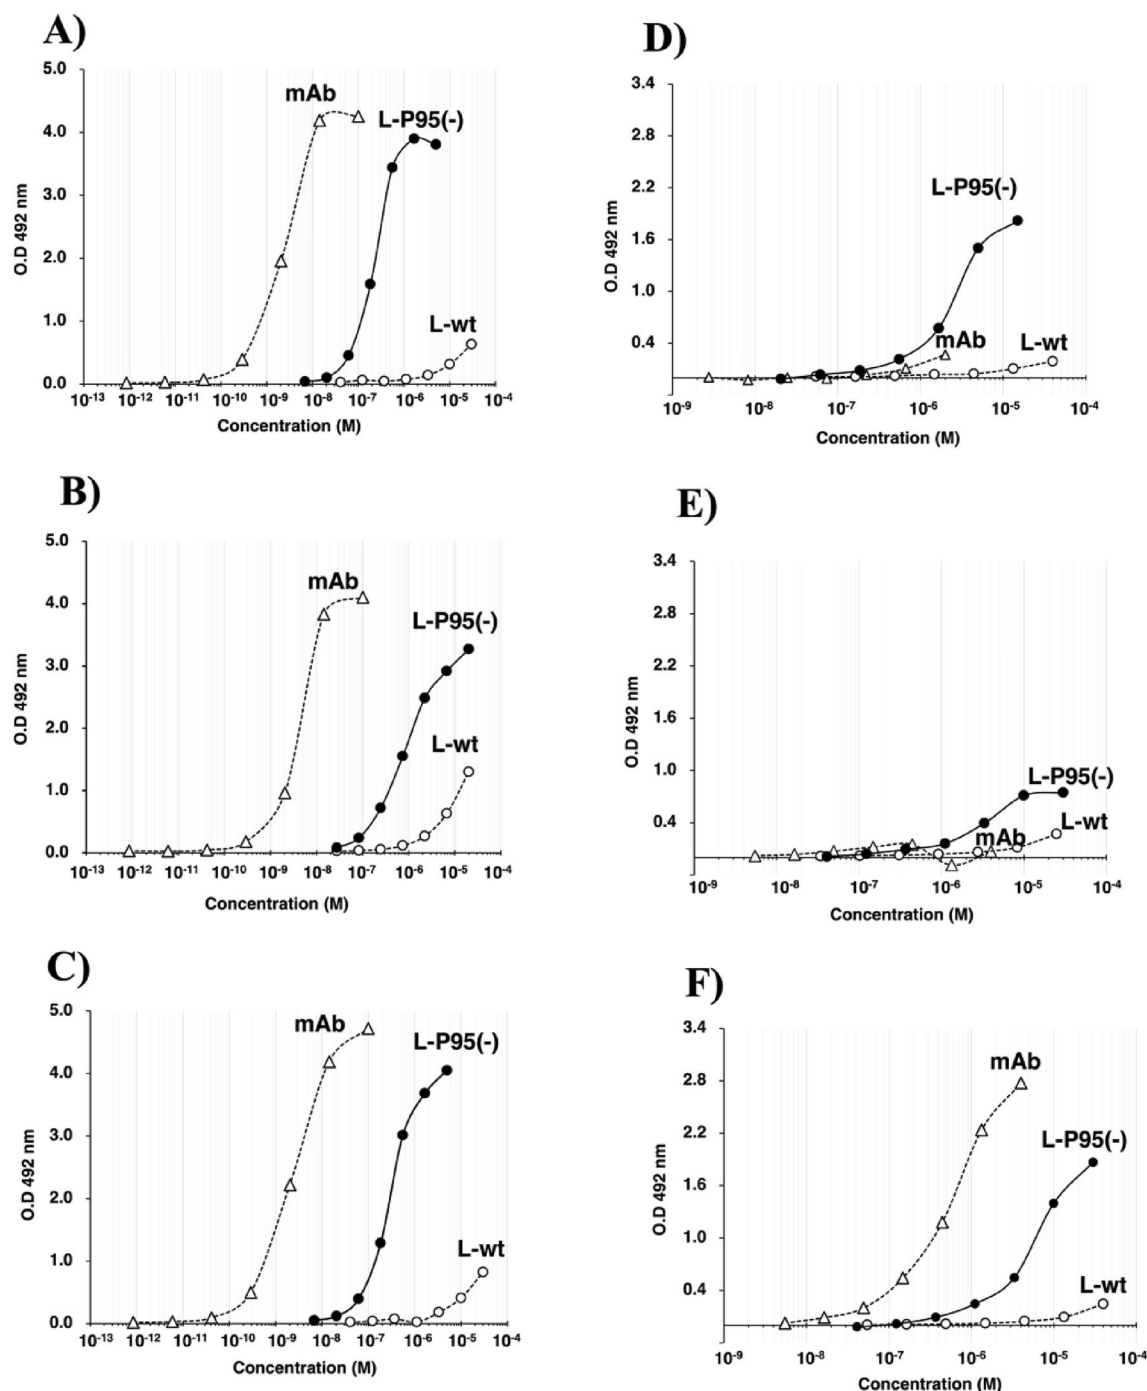 A)
5.0
mAb
L-P95(-)
4.0
3.0
O.D 492 nm
2.0
1.0
L-wt
0.0
10-13 10-12 10-11 10-10 10-9 10-8 10-7 10-6 10-5 10-4
Concentration (M)
D)
3.4
2.8
2.2
L-P95(-)
O.D 492 nm
1.6
1.0
0.4
mAb
L-wt
10-9 10-8 10-7 10-6 10-5 10-4
Concentration (M)
B)
5.0
mAb
4.0
L-P95(-)
3.0
O.D 492 nm
2.0
L-wt
1.0
0.0
10-13 10-12 10-11 10-10 10-9 10-8 10-7 10-6 10-5 10-4
Concentration (M)
E)
3.4
2.8
2.2
O.D 492 nm
1.6
1.0
L-P95(-)
0.4
mAb
L-wt
10-9 10-8 10-7 10-6 10-5 10-4
Concentration (M)
C)
5.0
mAb
L-P95(-)
4.0
3.0
O.D 492 nm
2.0
L-wt
1.0
0.0
10-13 10-12 10-11 10-10 10-9 10-8 10-7 10-6 10-5 10-4
Concentration (M)
F)
3.4
mAb
2.8
2.2
L-P95(-)
O.D 492 nm
1.6
1.0
L-wt
0.4
10-9 10-8 10-7 10-6 10-5 10-4
Concentration (M)